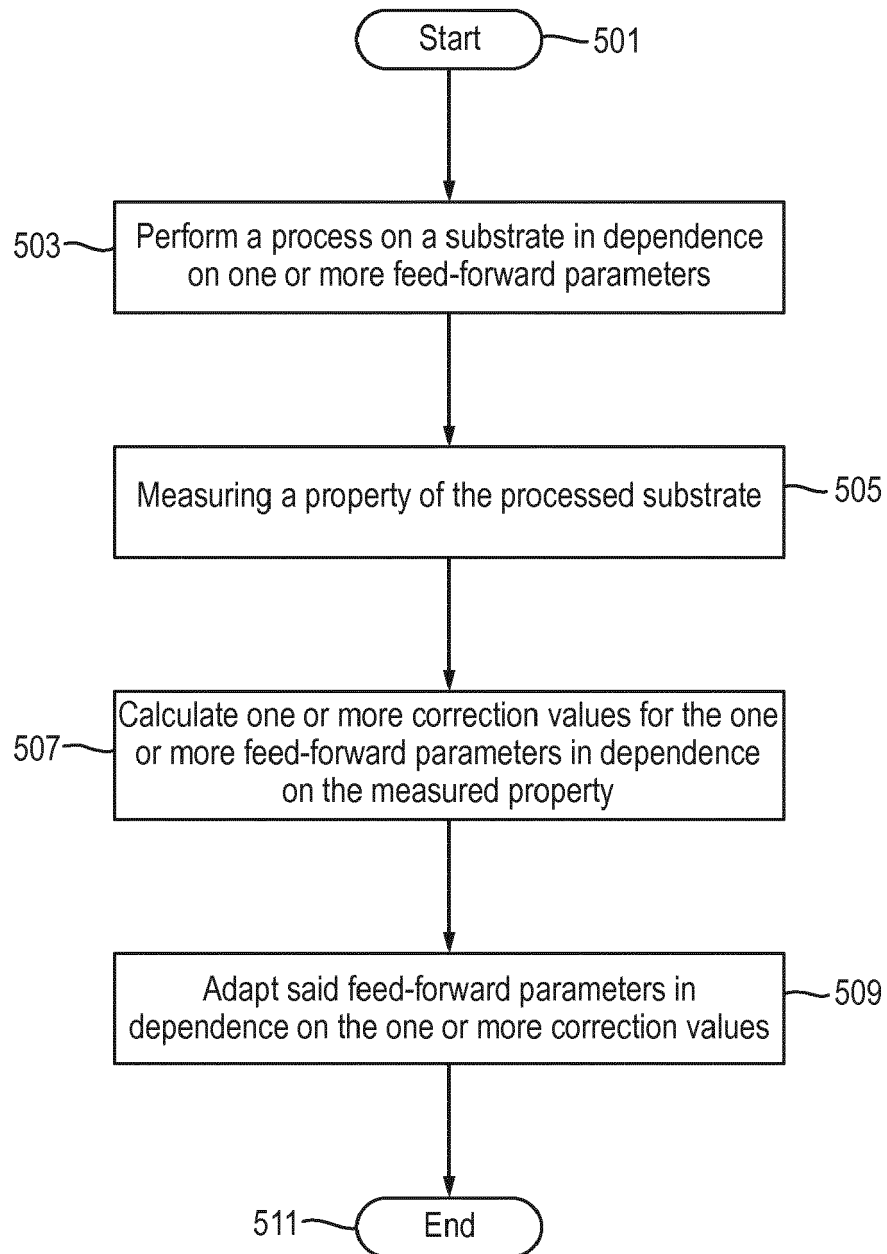 Start
501
503
Perform a process on a substrate in dependence
on one or more feed-forward parameters
Measuring a property of the processed substrate
505
507
Calculate one or more correction values for the one
or more feed-forward parameters in dependence
on the measured property
Adapt said feed-forward parameters in
dependence on the one or more correction values
509
511
End